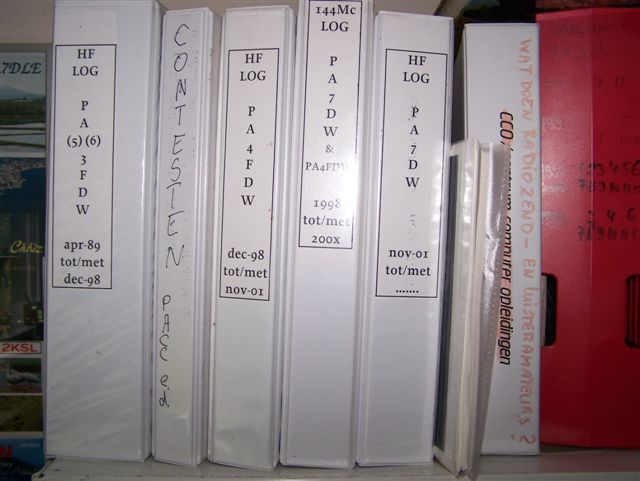 7DLE
Cádiz
2KSL
HF
LOG
P
A
(5)(6)
3
F
D
W
apr-89
tot/met
dec-98
CONTESTEN PACC e.d.
HF
LOG
P
A
4
F
D
W
dec-98
tot/met
nov-01
144Mc
LOG
P
A
7
D
W
&
PA4FDW
1998
tot/met
200x
HF
LOG
P
A
7
D
W
nov-01
tot/met
.......
WAT DOEN RADIO ZEND - EN LUISTERAMATEURS ?
CCO computer opleidingen